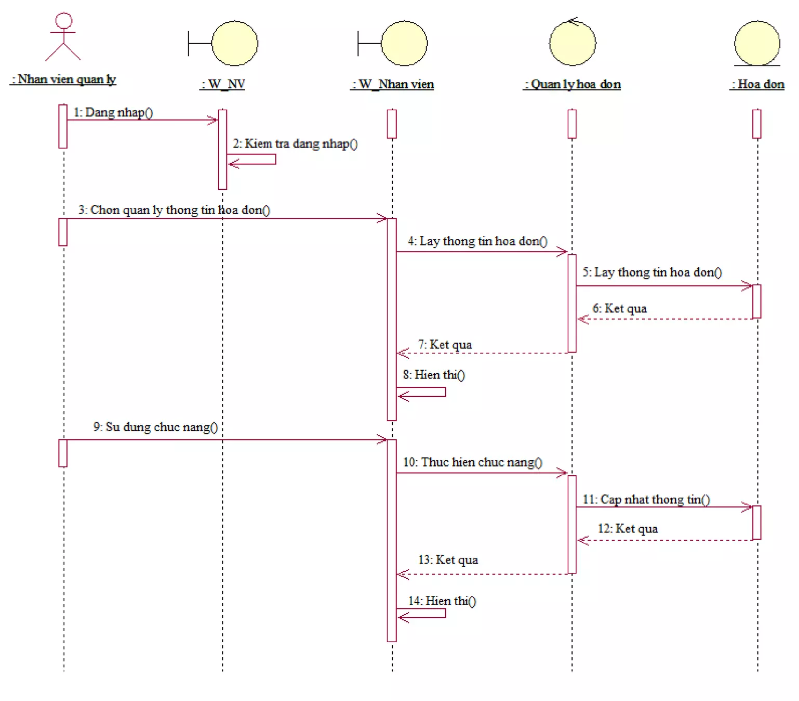 : Nhan vien quan ly
: W_NV
: W_Nhan vien
: Quan ly hoa don
: Hoa don
1: Dang nhap()
2: Kiem tra dang nhap()
3: Chon quan ly thong tin hoa don()
4: Lay thong tin hoa don()
5: Lay thong tin hoa don()
6: Ket qua
7: Ket qua
8: Hien thi()
9: Su dung chuc nang()
10: Thuc hien chuc nang()
11: Cap nhat thong tin()
12: Ket qua
13: Ket qua
14: Hien thi()